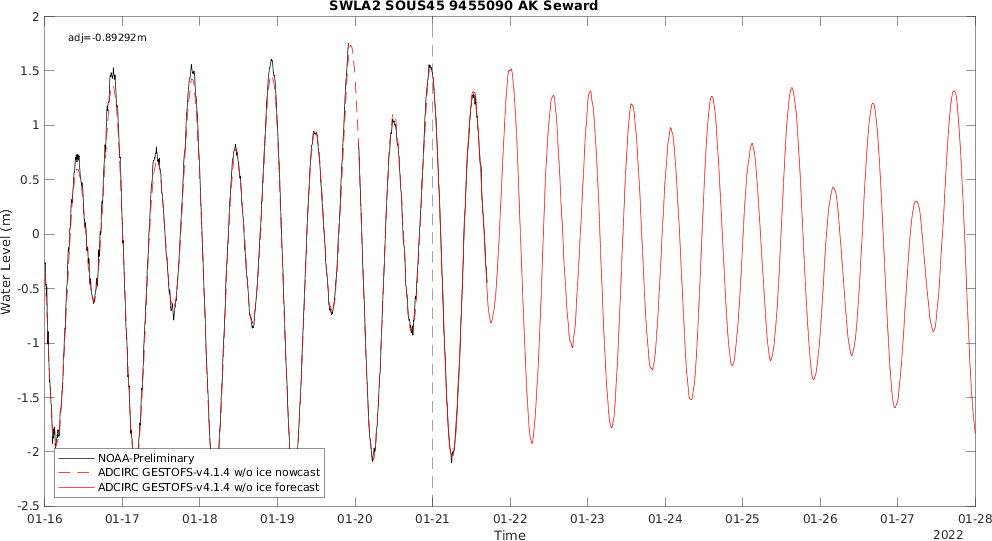 SWLA2 SOUS45 9455090 AK Seward
adj=-0.89292m
2
1.5
1
0.5
0
-0.5
-1
-1.5
-2
-2.5
Water Level (m)
NOAA-Preliminary
ADCIRC GESTOFS-v4.1.4 w/o ice nowcast
ADCIRC GESTOFS-v4.1.4 w/o ice forecast
01-16 01-17 01-18 01-19 01-20 01-21 01-22 01-23 01-24 01-25 01-26 01-27 01-28
Time
2022